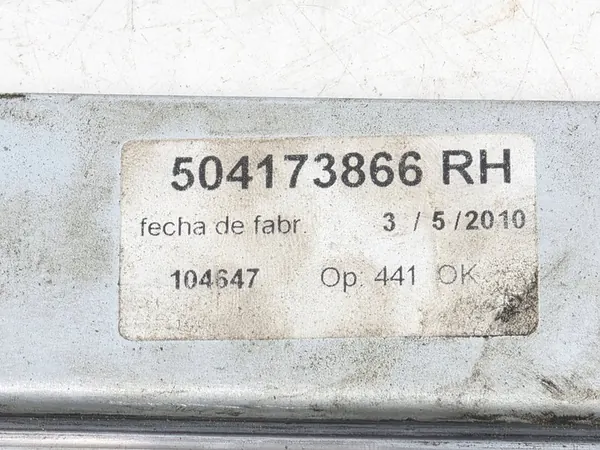 504173866 RH
fecha de fabr. 3 / 5 / 2010
104647 Op. 441 OK